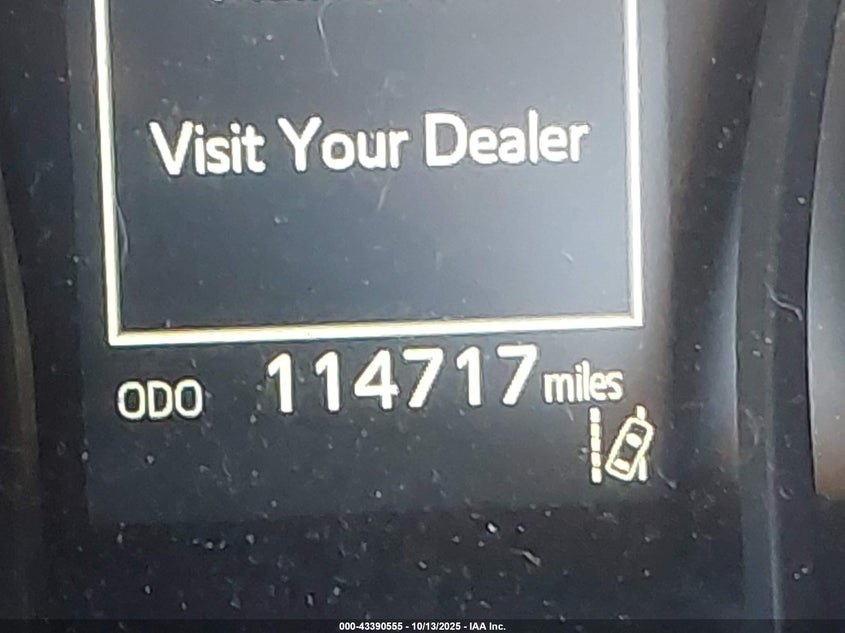 Visit Your Dealer
ODO 114717 miles
000-43390555 - 10/13/2025 - IAA Inc.